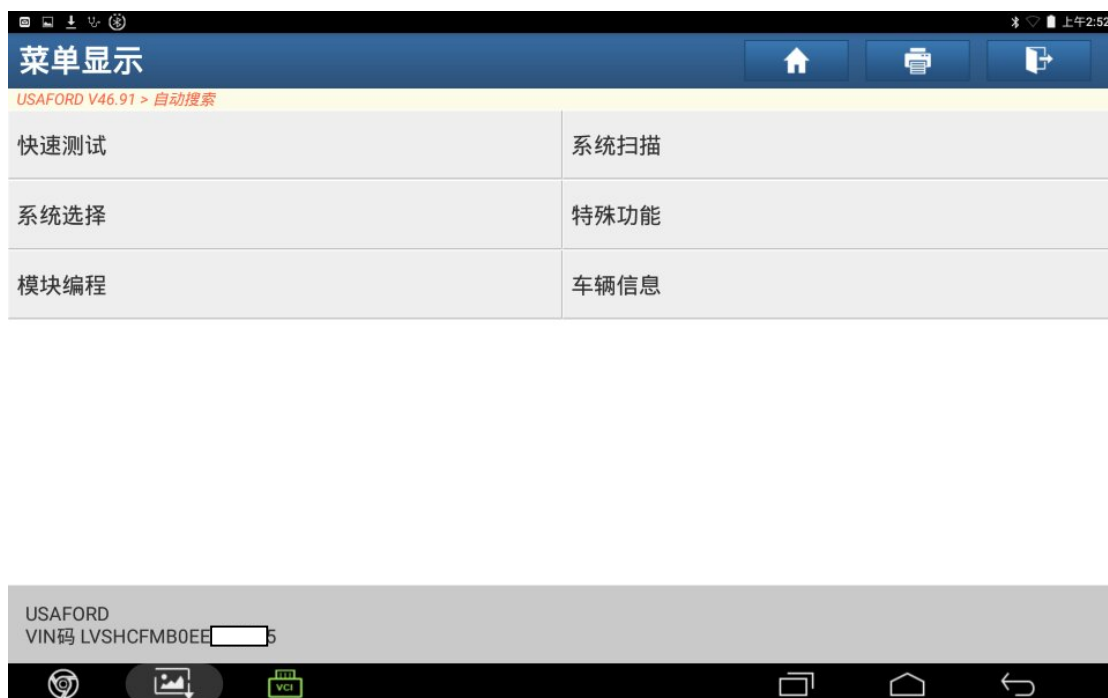 上午2:52
菜单显示
USAFORD V46.91 > 自动搜索
快速测试
系统扫描
系统选择
特殊功能
模块编程
车辆信息
USAFORD
VIN码 LVSHCFMB0EE 5
VCI